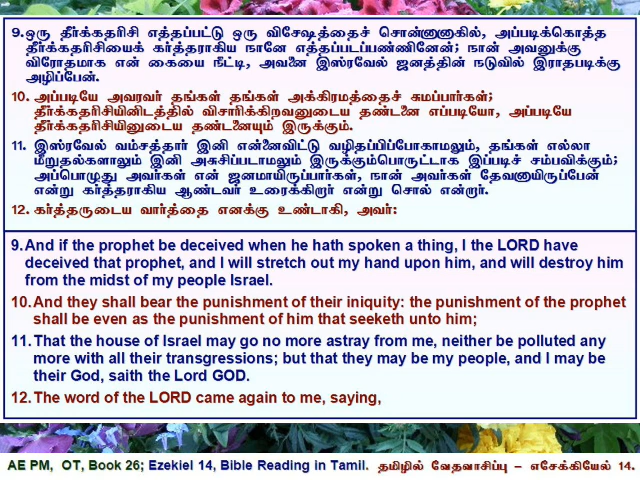 9. ஒரு தீர்க்கதரிசி எத்தப்பட்டு ஒரு விசேஷத்தைச் சொன்னானாகில், அப்படிக்கொத்த
தீர்க்கதரிசியைக் கர்த்தராகிய நானே எத்தப்படப்பண்ணினேன்; நான் அவனுக்கு
விரோதமாக என் கையை நீட்டி, அவனை இஸ்ரவேல் ஜனத்தின் நடுவில் இராதபடிக்கு
அழிப்பேன்.
10. அப்படியே அவரவர் தங்கள் தங்கள் அக்கிரமத்தைச் சுமப்பார்கள்;
தீர்க்கதரிசியினிடத்தில் விசாரிக்கிறவனுடைய தண்டனை எப்படியோ, அப்படியே
தீர்க்கதரிசியினுடைய தண்டனையும் இருக்கும்.
11. இஸ்ரவேல் வம்சத்தார் இனி என்னைவிட்டு வழிதப்பிப்போகாமலும், தங்கள் எல்லா
மீறுதல்களாலும் இனி அசுசிப்படாமலும் இருக்கும்பொருட்டாக இப்படிச் சம்பவிக்கும்;
அப்பொழுது அவர்கள் என் ஜனமாயிருப்பார்கள், நான் அவர்கள் தேவனாயிருப்பேன்
என்று கர்த்தராகிய ஆண்டவர் உரைக்கிறார் என்று சொல் என்றார்.
12. கர்த்தருடைய வார்த்தை எனக்கு உண்டாகி, அவர்:
9. And if the prophet be deceived when he hath spoken a thing, I the LORD have
deceived that prophet, and I will stretch out my hand upon him, and will destroy him
from the midst of my people Israel.
10. And they shall bear the punishment of their iniquity: the punishment of the prophet
shall be even as the punishment of him that seeketh unto him;
11. That the house of Israel may go no more astray from me, neither be polluted any
more with all their transgressions; but that they may be my people, and I may be
their God, saith the Lord GOD.
12. The word of the LORD came again to me, saying,
AE PM, OT, Book 26; Ezekiel 14, Bible Reading in Tamil. தமிழில் வேதவாசிப்பு – எசேக்கியேல் 14.